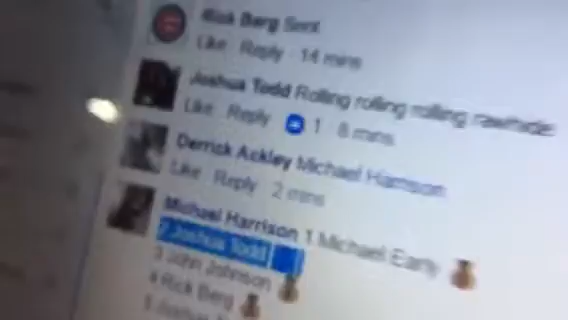 Rick Berg Sent
Like Reply 14 mins
Joshua Todd Rolling rolling rolling rawhide
Like Reply 1 8 mins
Derrick Ackley Michael Harrison
Like Reply 2 mins
Michael Harrison 1 Michael Early
2 Joshua Todd
3 John Johnson
4 Rick Berg
5 Joshua